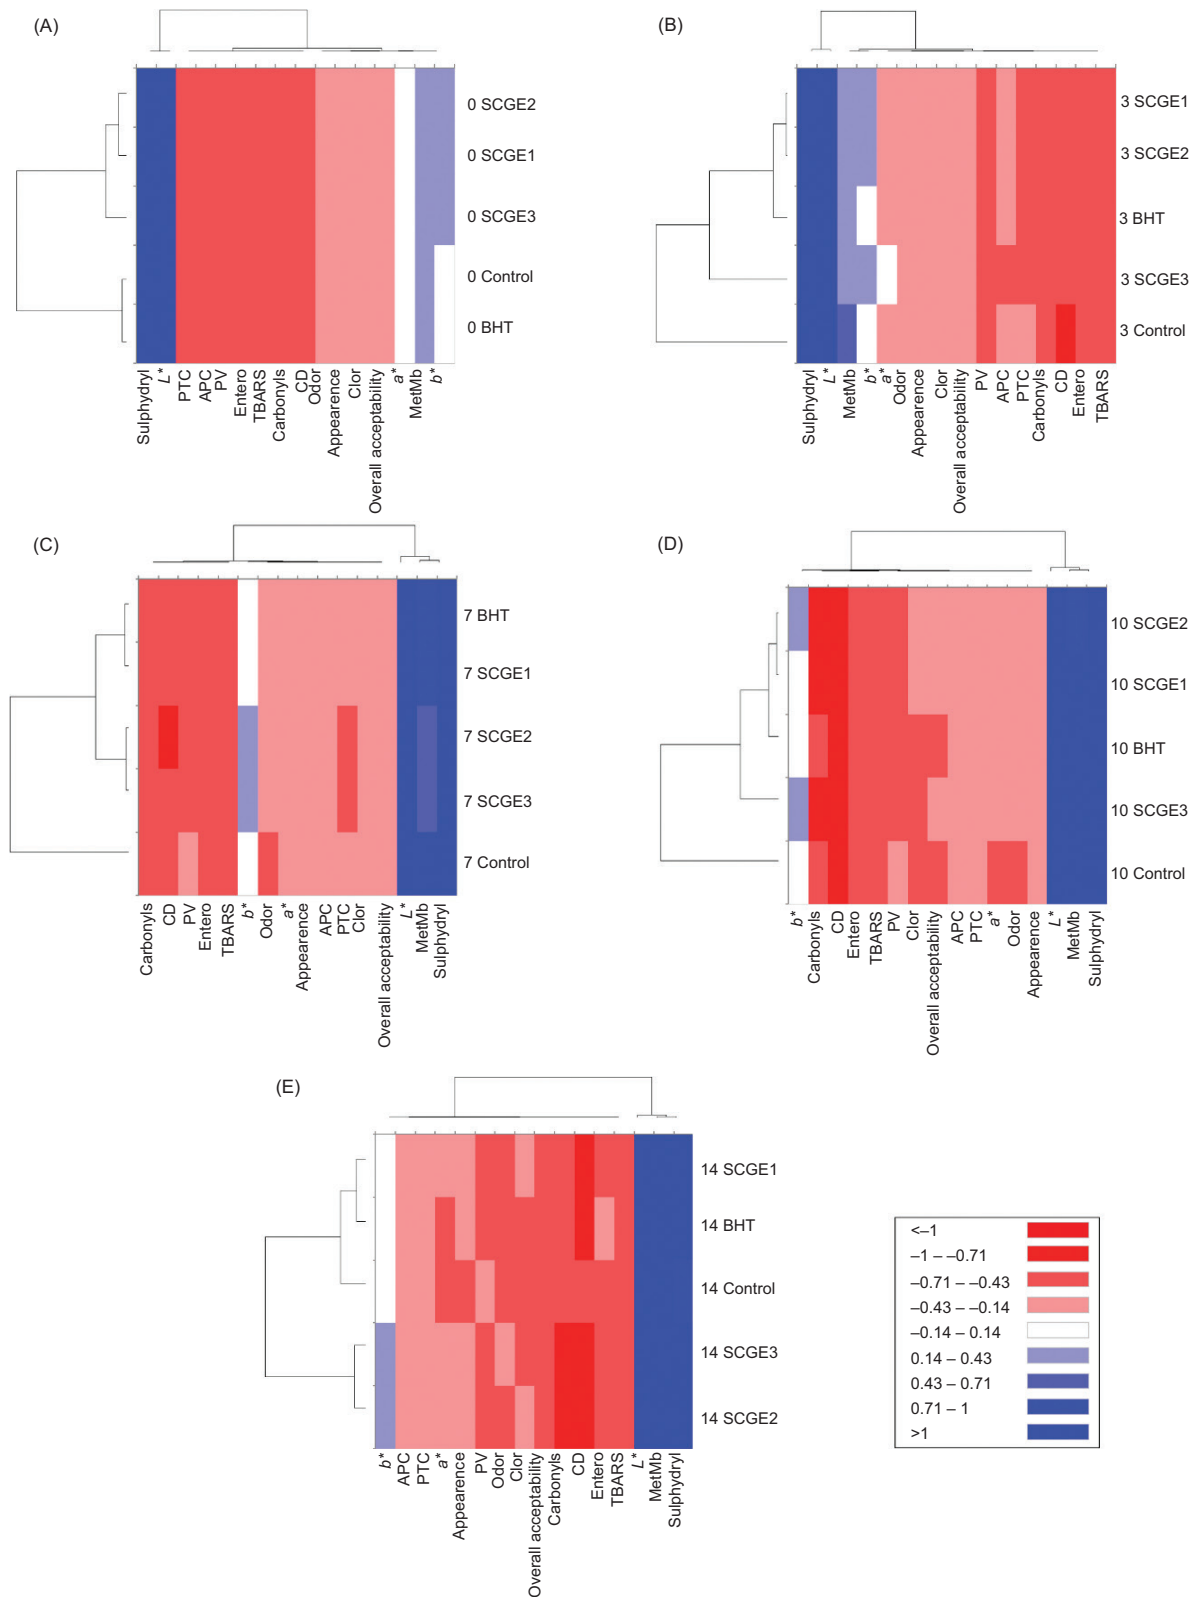 (A)
0 SCGE2
0 SCGE1
0 SCGE3
0 Control
0 BHT
Sulphydryl
L*
PTC
APC
PV
Entero
TBARS
Carbonyls
CD
Odor
Appearence
Clor
Overall acceptability
a*
MetMb
b*
(B)
3 SCGE1
3 SCGE2
3 BHT
3 SCGE3
3 Control
Sulphydryl
L*
MetMb
b*
a*
Odor
Appearence
Clor
Overall acceptability
PV
APC
PTC
Carbonyls
CD
Entero
TBARS
(C)
7 BHT
7 SCGE1
7 SCGE2
7 SCGE3
7 Control
Carbonyls
CD
PV
Entero
TBARS
b*
Odor
a*
Appearence
APC
PTC
Clor
Overall acceptability
L*
MetMb
Sulphydryl
(D)
10 SCGE2
10 SCGE1
10 BHT
10 SCGE3
10 Control
b*
Carbonyls
CD
Entero
TBARS
PV
Clor
Overall acceptability
APC
PTC
a*
Odor
Appearence
L*
MetMb
Sulphydryl
(E)
14 SCGE1
14 BHT
14 Control
14 SCGE3
14 SCGE2
b*
APC
PTC
a*
Appearence
PV
Odor
Clor
Overall acceptability
Carbonyls
CD
Entero
TBARS
L*
MetMb
Sulphydryl
<–1
–1 – –0.71
–0.71 – –0.43
–0.43 – –0.14
–0.14 – 0.14
0.14 – 0.43
0.43 – 0.71
0.71 – 1
>1